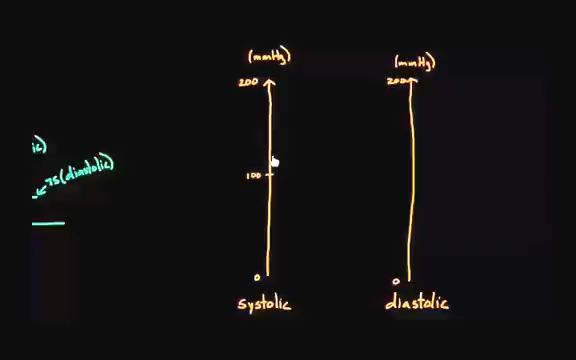 ic)
75 (diastolic)
(mmHg)
200
100
0
systolic
(mmHg)
200
0
diastolic